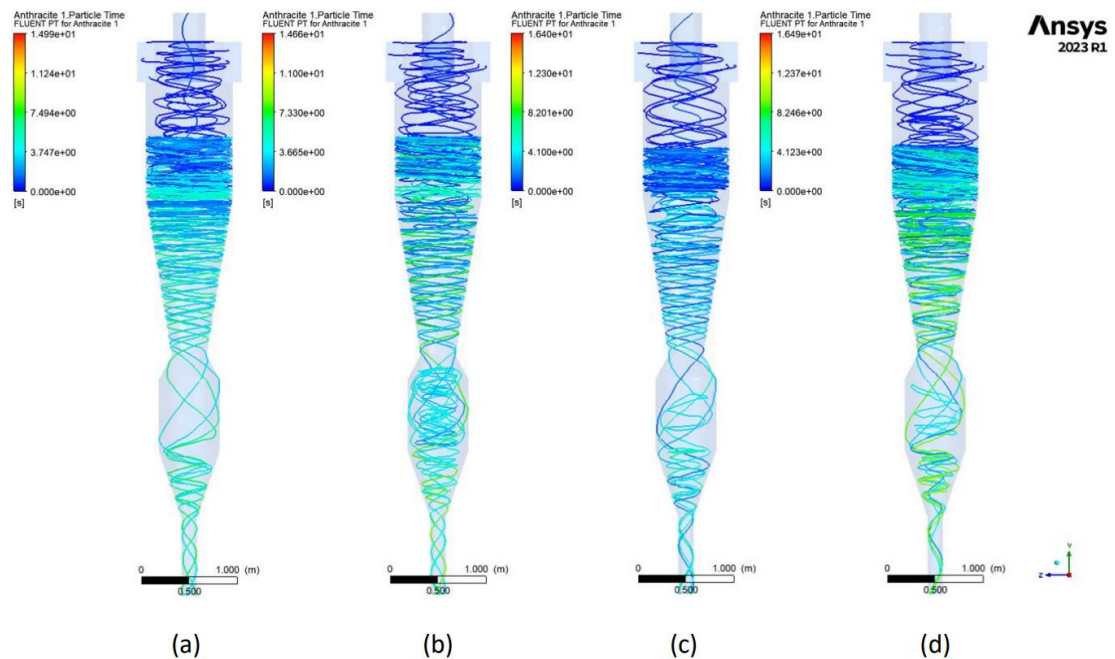 Anthracite 1.Particle Time
FLUENT PT for Anthracite 1
1.499e+01
1.124e+01
7.494e+00
3.747e+00
0.000e+00
[s]
Anthracite 1.Particle Time
FLUENT PT for Anthracite 1
1.466e+01
1.100e+01
7.330e+00
3.665e+00
0.000e+00
[s]
Anthracite 1.Particle Time
FLUENT PT for Anthracite 1
1.640e+01
1.230e+01
8.201e+00
4.100e+00
0.000e+00
[s]
Anthracite 1.Particle Time
FLUENT PT for Anthracite 1
1.649e+01
1.237e+01
8.246e+00
4.123e+00
0.000e+00
[s]
Ansys
2023 R1
1.000 (m)
0.500
1.000 (m)
0.500
1.000 (m)
0.500
1.000 (m)
0.500
Y
Z
(a) (b) (c) (d)